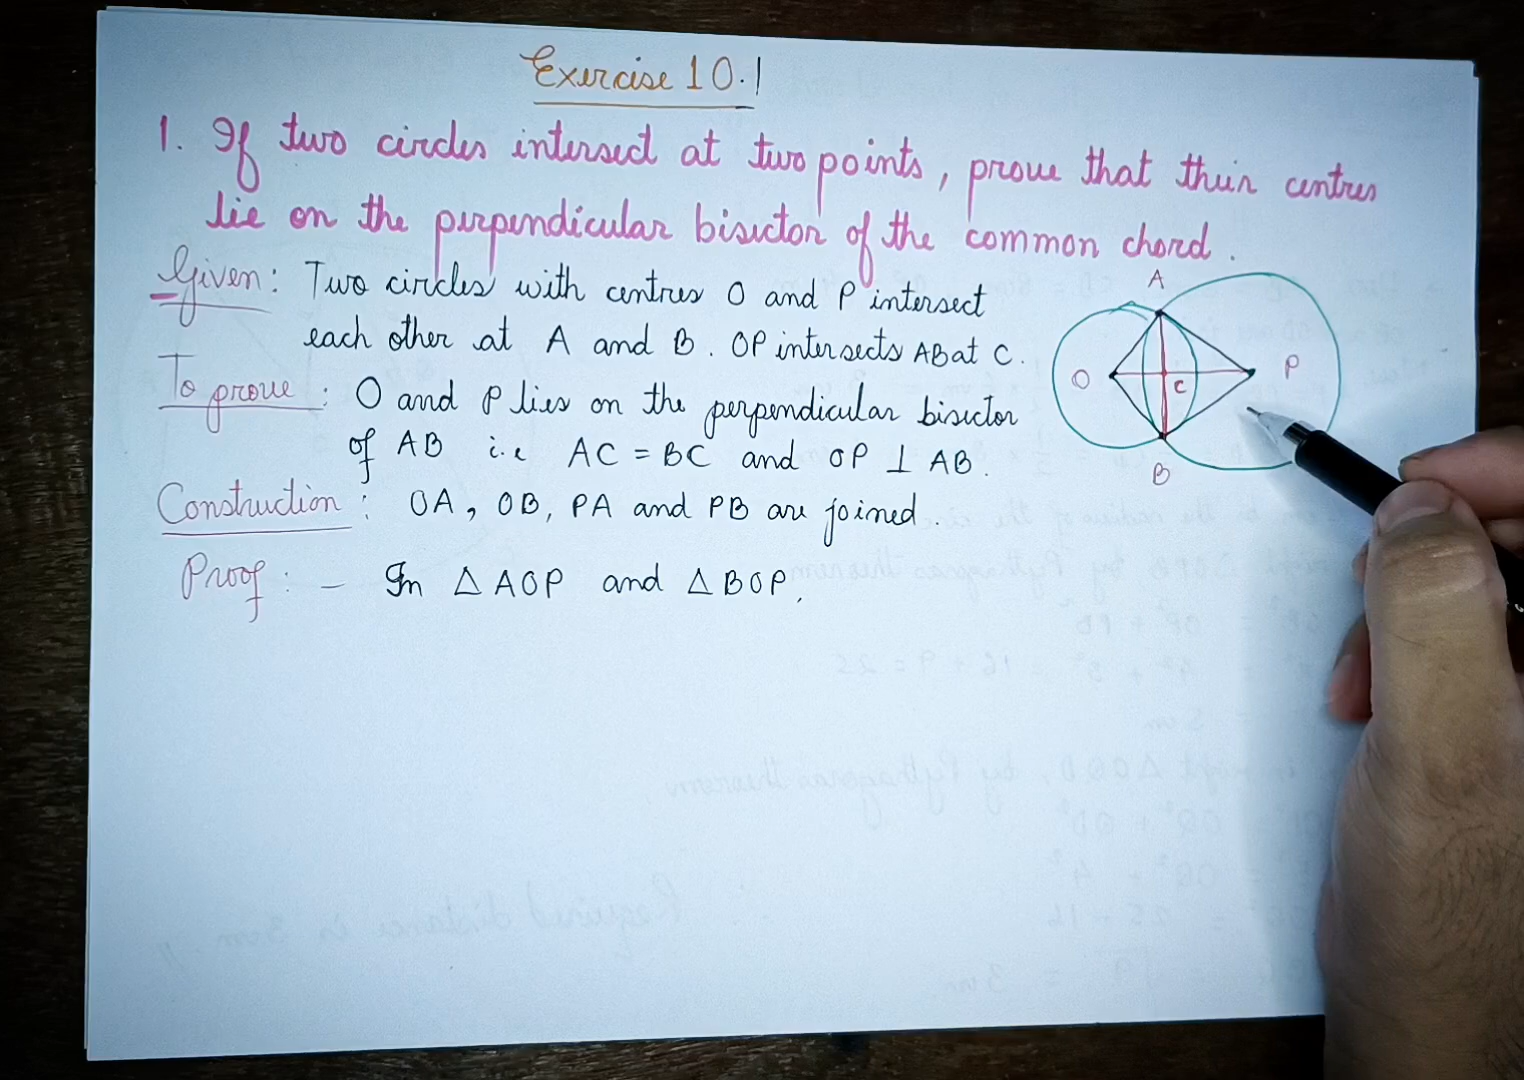 Exercise 10.1
1. If two circles intersect at two points, prove that their centres
lie on the perpendicular bisector of the common chord.
Given: Two circles with centres O and P intersect
each other at A and B. OP intersects AB at C.
To prove: O and P lies on the perpendicular bisector
of AB i.e AC = BC and OP ⊥ AB.
Construction: OA, OB, PA and PB are joined.
Proof: - In △AOP and △BOP,
A
O
C
P
B